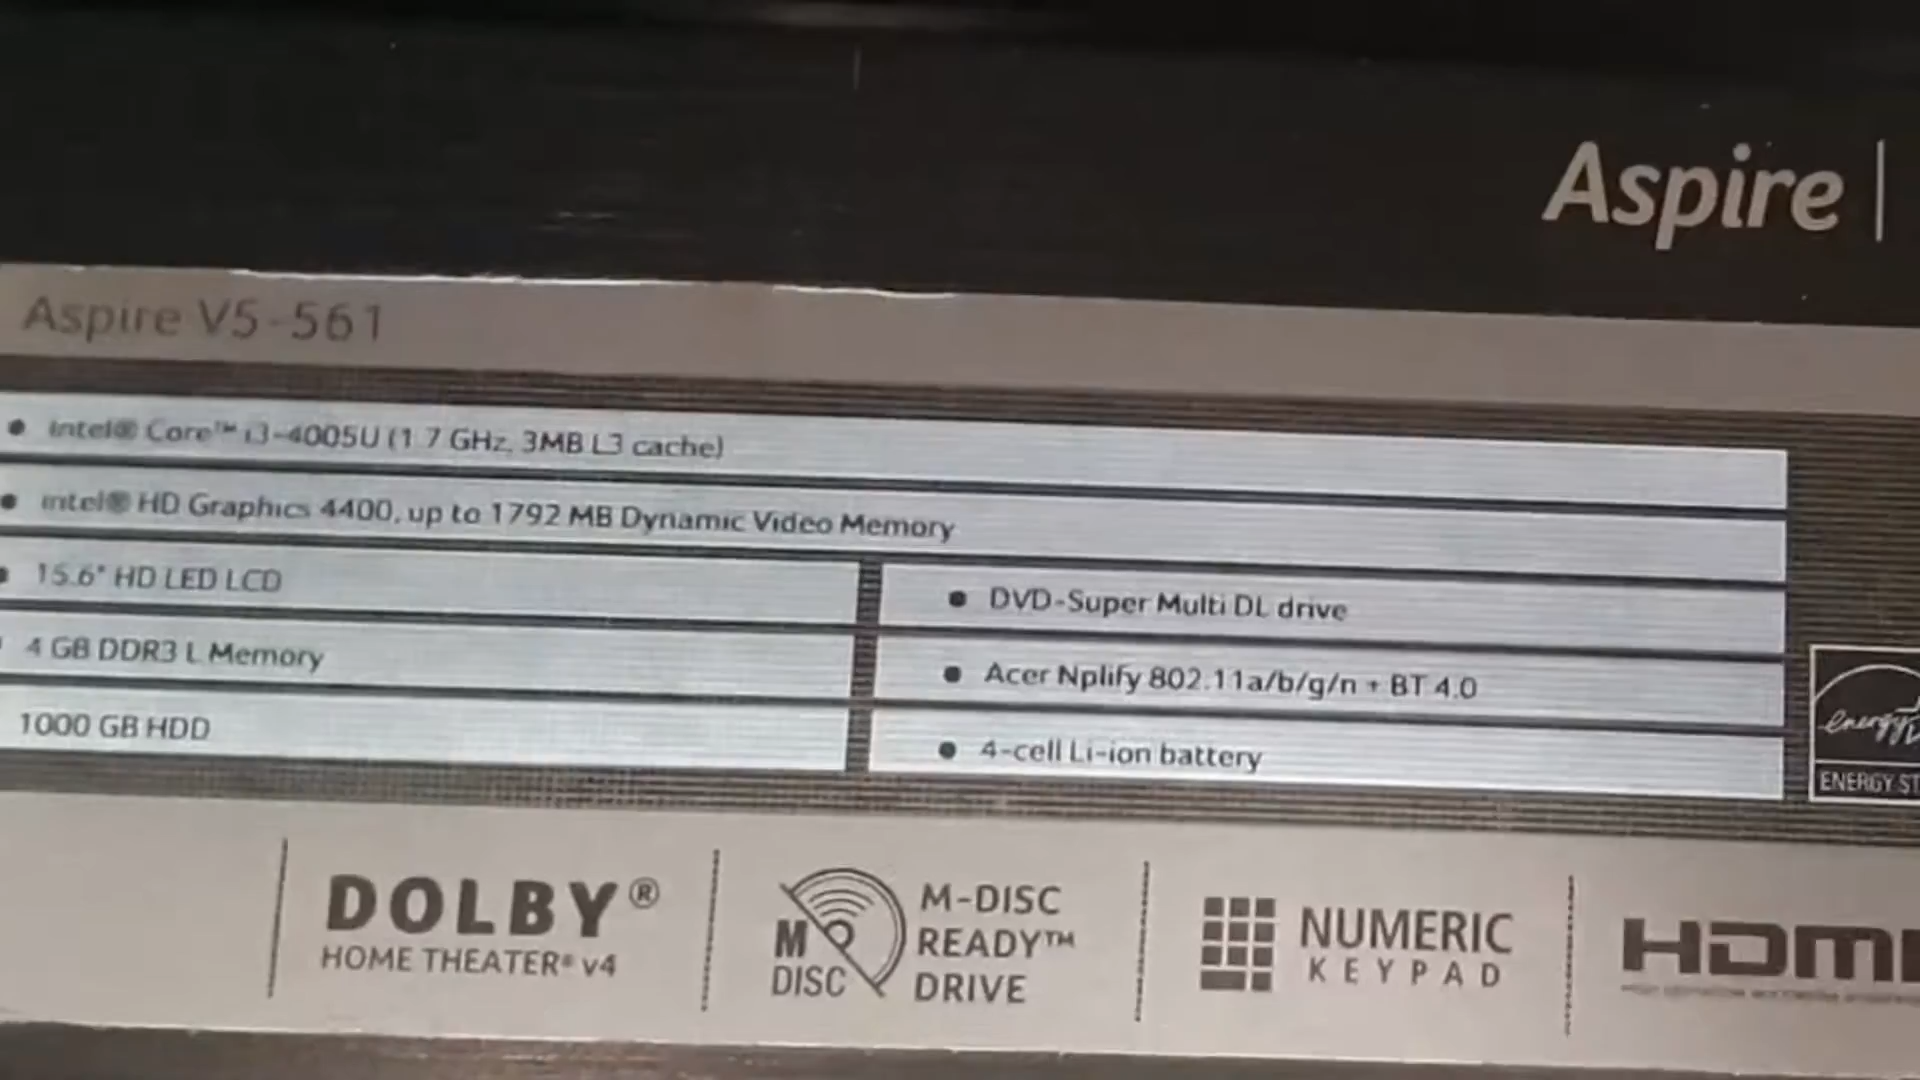 Aspire |
Aspire V5-561
● Intel® Core™ i3-4005U (1.7 GHz, 3MB L3 cache)
● Intel® HD Graphics 4400, up to 1792 MB Dynamic Video Memory
● 15.6" HD LED LCD
● DVD-Super Multi DL drive
4 GB DDR3 L Memory
● Acer Nplify 802.11a/b/g/n + BT 4.0
1000 GB HDD
● 4-cell Li-ion battery
energy
ENERGY ST
DOLBY®
HOME THEATER® v4
M
DISC
M-DISC
READY™
DRIVE
NUMERIC
KEYPAD
HDMI